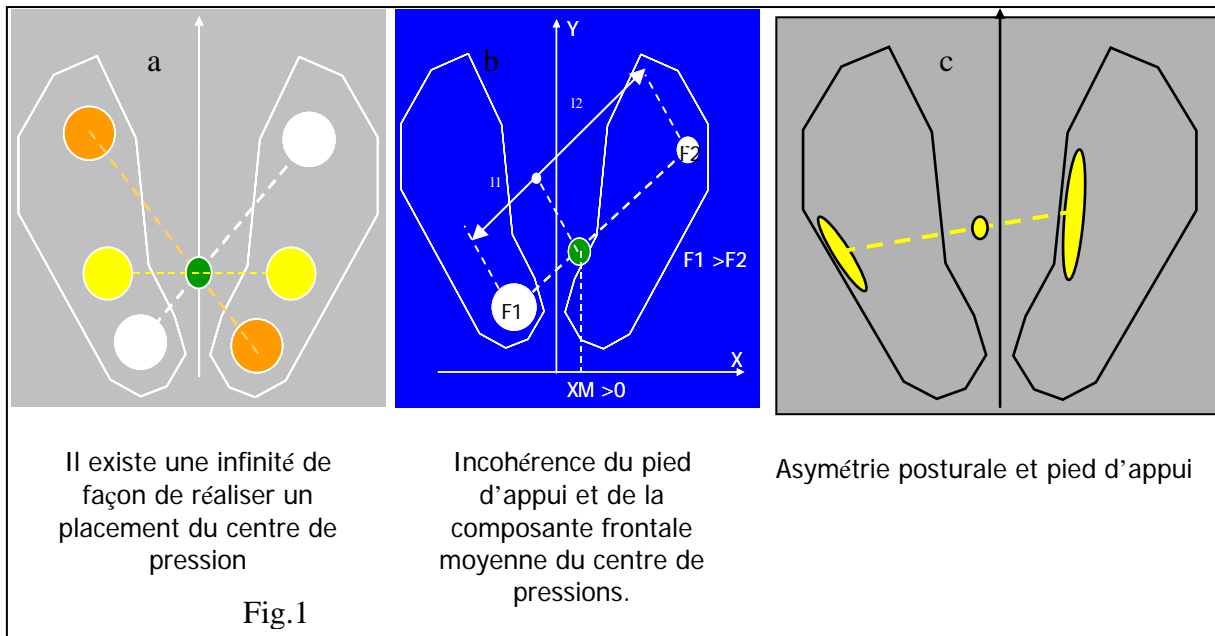 a
b
c
Y
l2
l1
F2
F1 >F2
F1
X
XM >0
Il existe une infinité de
façon de réaliser un
placement du centre de
pression
Incohérence du pied
d’appui et de la
composante frontale
moyenne du centre de
pressions.
Asymétrie posturale et pied d’appui
Fig.1